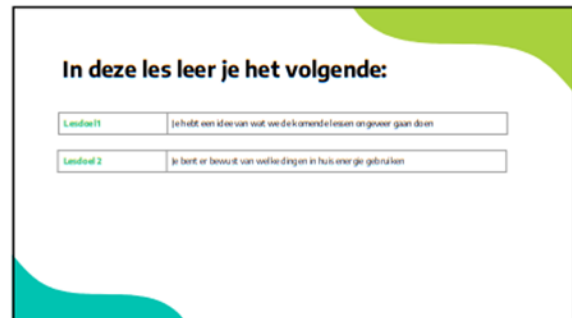 In deze les leer je het volgende:
Lesdoel 1 Je hebt een idee van wat we de komende lessen ongeveer gaan doen
Lesdoel 2 Je bent er bewust van welke dingen in huis energie gebruiken